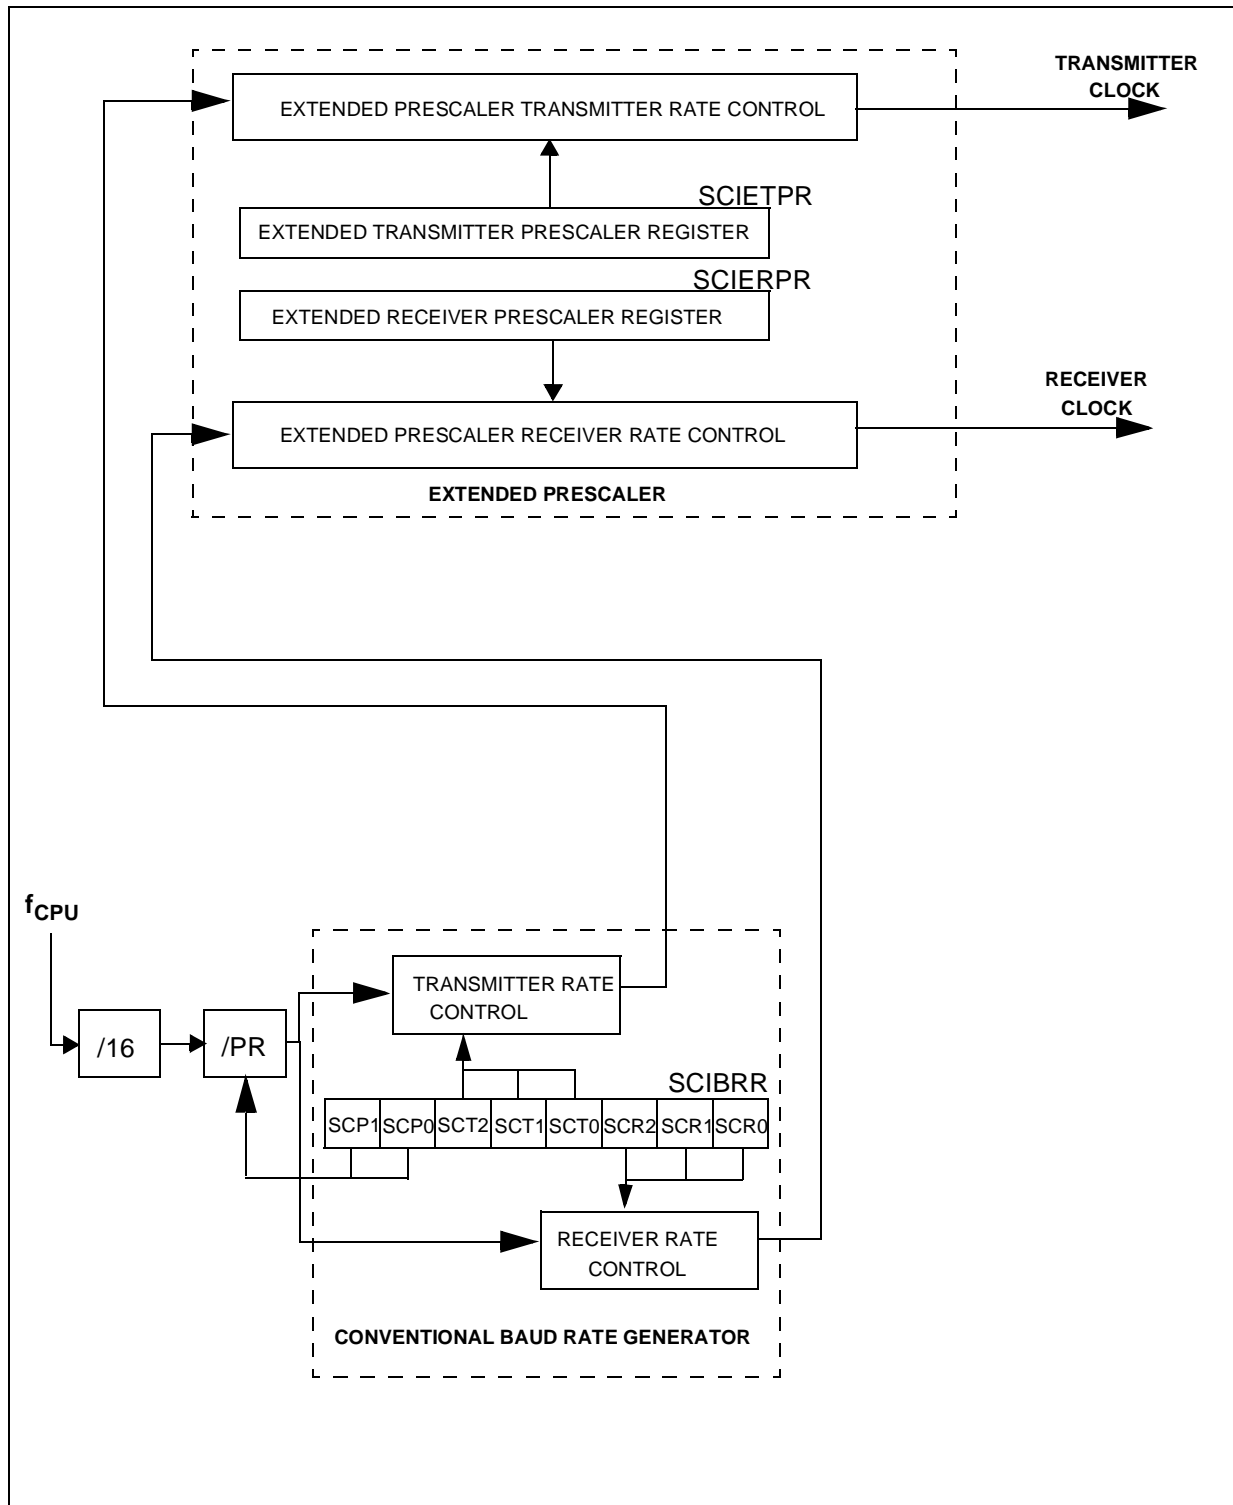 TRANSMITTER
CLOCK
EXTENDED PRESCALER TRANSMITTER RATE CONTROL
SCIETPR
EXTENDED TRANSMITTER PRESCALER REGISTER
SCIERPR
EXTENDED RECEIVER PRESCALER REGISTER
RECEIVER
CLOCK
EXTENDED PRESCALER RECEIVER RATE CONTROL
EXTENDED PRESCALER
fCPU
/16
/PR
TRANSMITTER RATE
CONTROL
SCIBRR
SCP1 SCP0 SCT2 SCT1 SCT0 SCR2 SCR1 SCR0
RECEIVER RATE
CONTROL
CONVENTIONAL BAUD RATE GENERATOR